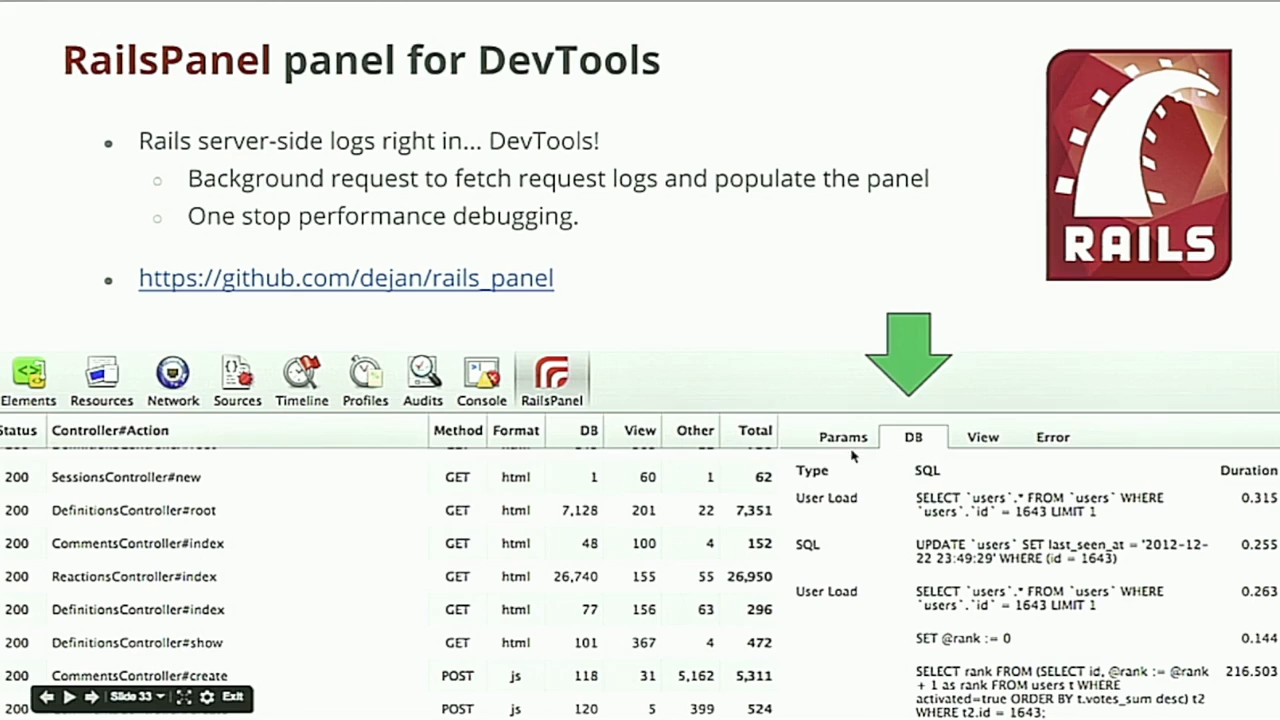 RailsPanel panel for DevTools
RAILS
Rails server-side logs right in... DevTools!
Background request to fetch request logs and populate the panel
One stop performance debugging.
https://github.com/dejan/rails_panel
Elements Resources Network Sources Timeline Profiles Audits Console RailsPanel
Status Controller#Action Method Format DB View Other Total
200 SessionsController#new GET html 1 60 1 62
200 DefinitionsController#root GET html 7,128 201 22 7,351
200 CommentsController#index GET html 48 100 4 152
200 ReactionsController#index GET html 26,740 155 55 26,950
200 DefinitionsController#index GET html 77 156 63 296
200 DefinitionsController#show GET html 101 367 4 472
200 CommentsController#create POST js 118 31 5,162 5,311
POST js 120 5 399 524
Slide 33 Exit
Params DB View Error
Type SQL Duration
User Load SELECT `users`.* FROM `users` WHERE 0.315
`users`.`id` = 1643 LIMIT 1
SQL UPDATE `users` SET last_seen_at = '2012-12- 0.255
22 23:49:29' WHERE (id = 1643)
User Load SELECT `users`.* FROM `users` WHERE 0.263
`users`.`id` = 1643 LIMIT 1
SET @rank := 0 0.144
SELECT rank FROM (SELECT id, @rank := @rank 216.503
+ 1 as rank FROM users t WHERE
activated=true ORDER BY t.votes_sum desc) t2
WHERE t2.id = 1643;